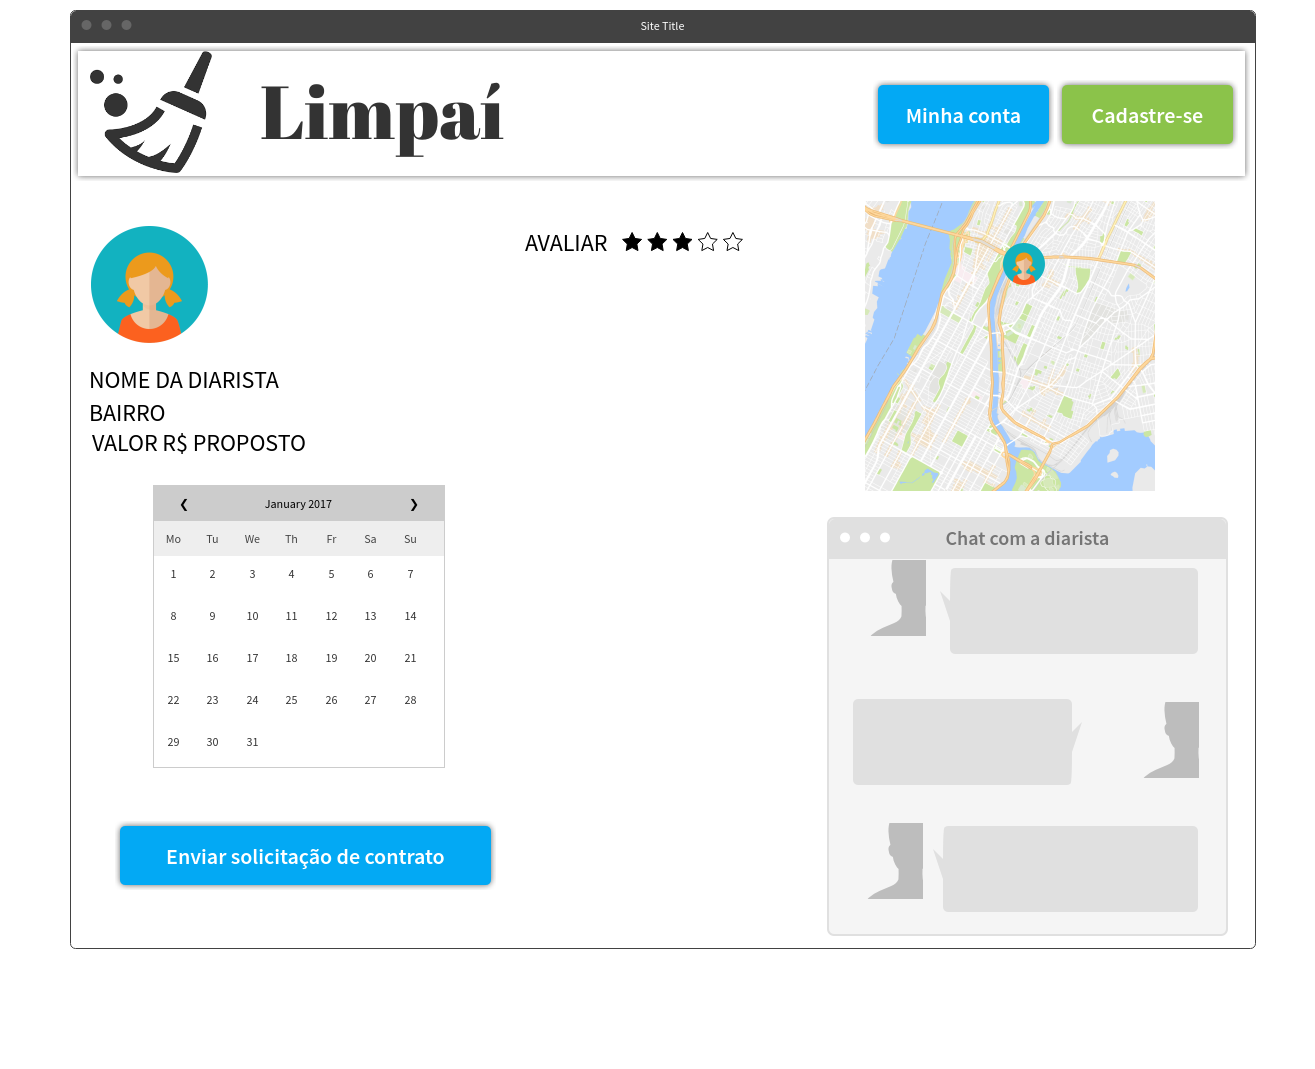 Site Title
Limpaí
Minha conta
Cadastre-se
AVALIAR
NOME DA DIARISTA
BAIRRO
VALOR R$ PROPOSTO
January 2017
Mo Tu We Th Fr Sa Su
1 2 3 4 5 6 7
8 9 10 11 12 13 14
15 16 17 18 19 20 21
22 23 24 25 26 27 28
29 30 31
Enviar solicitação de contrato
Chat com a diarista